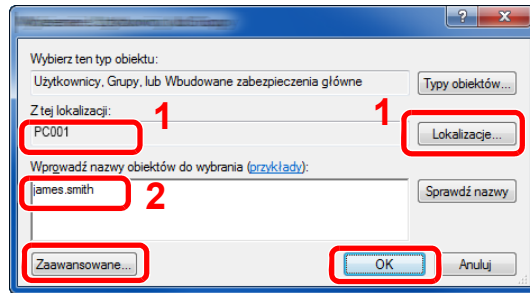 Wybierz ten typ obiektu:
Użytkownicy, Grupy, lub Wbudowane zabezpieczenia główne Typy obiektów...
Z tej lokalizacji: 1 1
PC001 Lokalizacje...
Wprowadź nazwy obiektów do wybrania (przykłady):
james.smith 2 Sprawdź nazwy
Zaawansowane... OK Anuluj